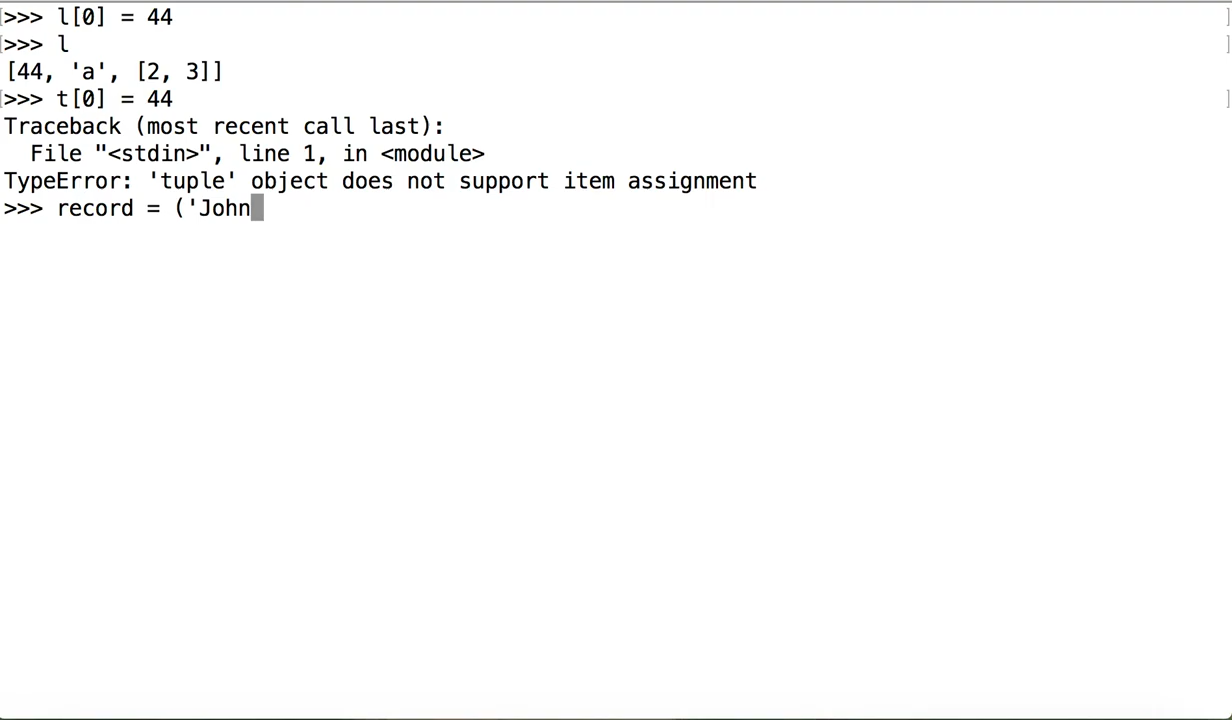 >>> l[0] = 44
>>> l
[44, 'a', [2, 3]]
>>> t[0] = 44
Traceback (most recent call last):
  File "<stdin>", line 1, in <module>
TypeError: 'tuple' object does not support item assignment
>>> record = ('John